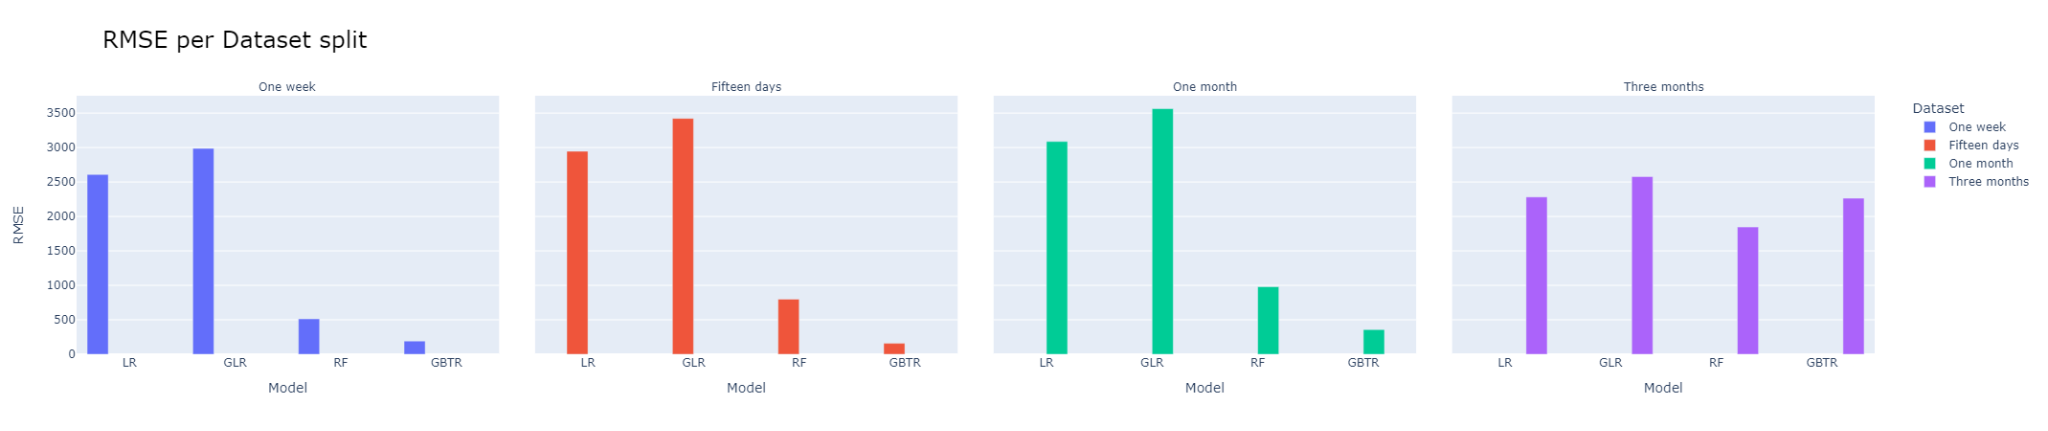 RMSE per Dataset split
One week
Fifteen days
One month
Three months
RMSE
3500
3000
2500
2000
1500
1000
500
0
LR GLR RF GBTR
LR GLR RF GBTR
LR GLR RF GBTR
LR GLR RF GBTR
Model
Model
Model
Model
Dataset
One week
Fifteen days
One month
Three months